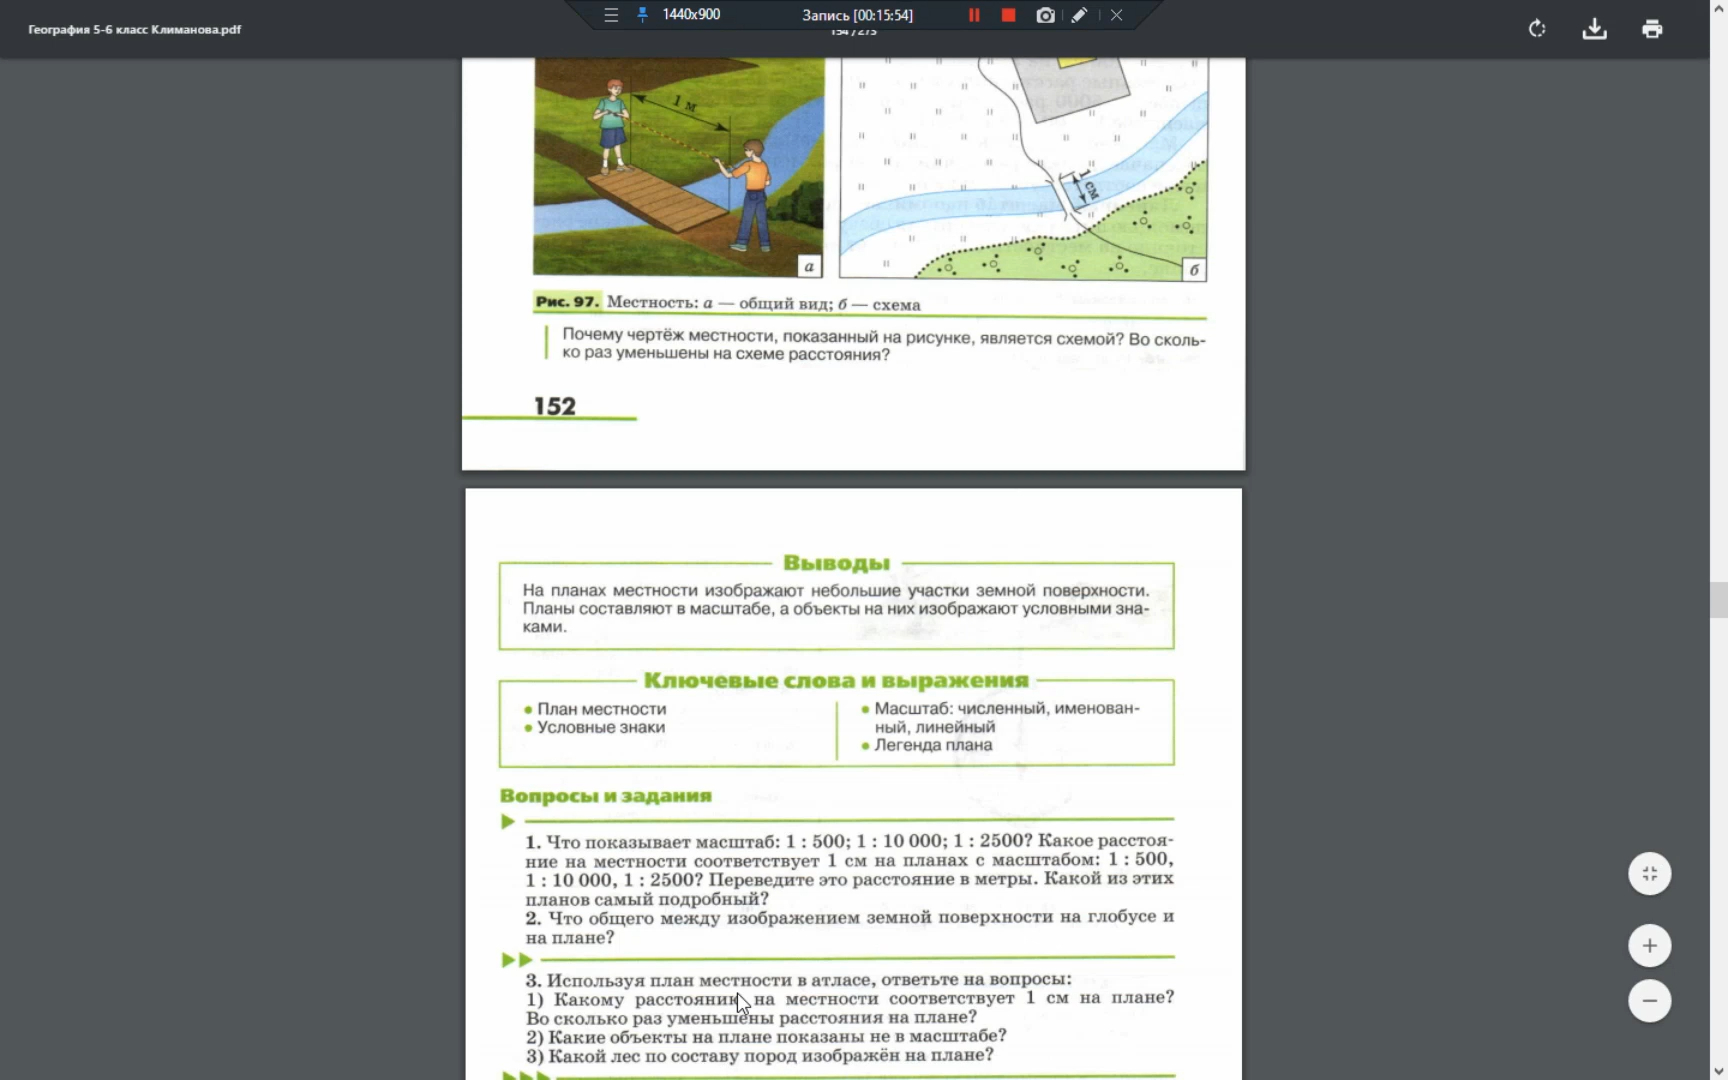 1440x900
Запись [00:15:54]
География 5-6 класс Климанова.pdf
1 м
а
1 см
б
Рис. 97. Местность: а — общий вид; б — схема
Почему чертёж местности, показанный на рисунке, является схемой? Во сколь-
ко раз уменьшены на схеме расстояния?
152
Выводы
На планах местности изображают небольшие участки земной поверхности.
Планы составляют в масштабе, а объекты на них изображают условными зна-
ками.
Ключевые слова и выражения
• План местности
• Условные знаки
• Масштаб: численный, именован-
ный, линейный
• Легенда плана
Вопросы и задания
1. Что показывает масштаб: 1 : 500; 1 : 10 000; 1 : 2500? Какое расстоя-
ние на местности соответствует 1 см на планах с масштабом: 1 : 500,
1 : 10 000, 1 : 2500? Переведите это расстояние в метры. Какой из этих
планов самый подробный?
2. Что общего между изображением земной поверхности на глобусе и
на плане?
3. Используя план местности в атласе, ответьте на вопросы:
1) Какому расстоянию на местности соответствует 1 см на плане?
Во сколько раз уменьшены расстояния на плане?
2) Какие объекты на плане показаны не в масштабе?
3) Какой лес по составу пород изображён на плане?